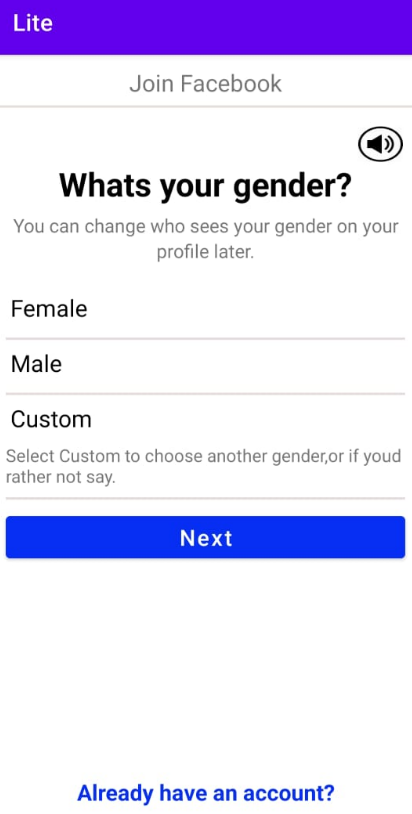 Lite
Join Facebook
Whats your gender?
You can change who sees your gender on your
profile later.
Female
Male
Custom
Select Custom to choose another gender,or if youd
rather not say.
Next
Already have an account?